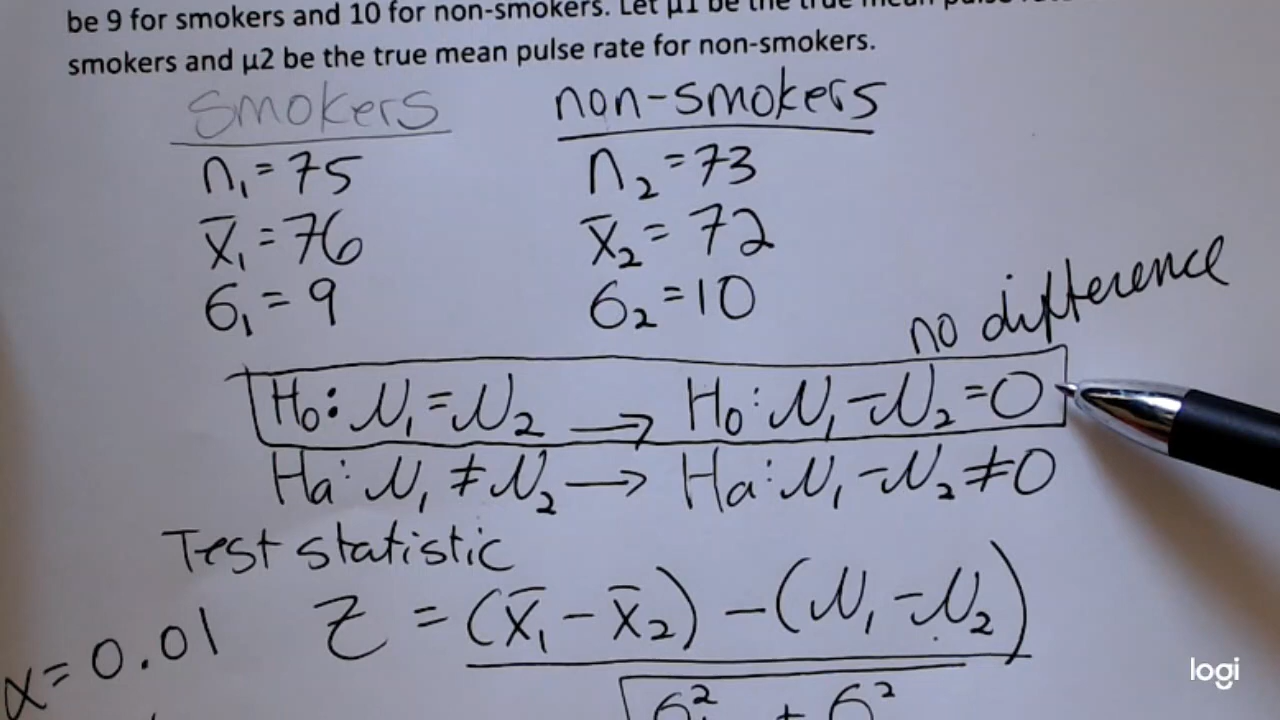 be 9 for smokers and 10 for non-smokers. Let µ1 be the true mean pulse rate
smokers and µ2 be the true mean pulse rate for non-smokers.
smokers non-smokers
n₁ = 75 n₂ = 73
x̄₁ = 76 x̄₂ = 72
σ₁ = 9 σ₂ = 10
no difference
H₀: µ₁ = µ₂ → H₀: µ₁ - µ₂ = 0
Ha: µ₁ ≠ µ₂ → Ha: µ₁ - µ₂ ≠ 0
Test statistic
α = 0.01 Z = (x̄₁ - x̄₂) - (µ₁ - µ₂)
σ₁² + σ²
logi